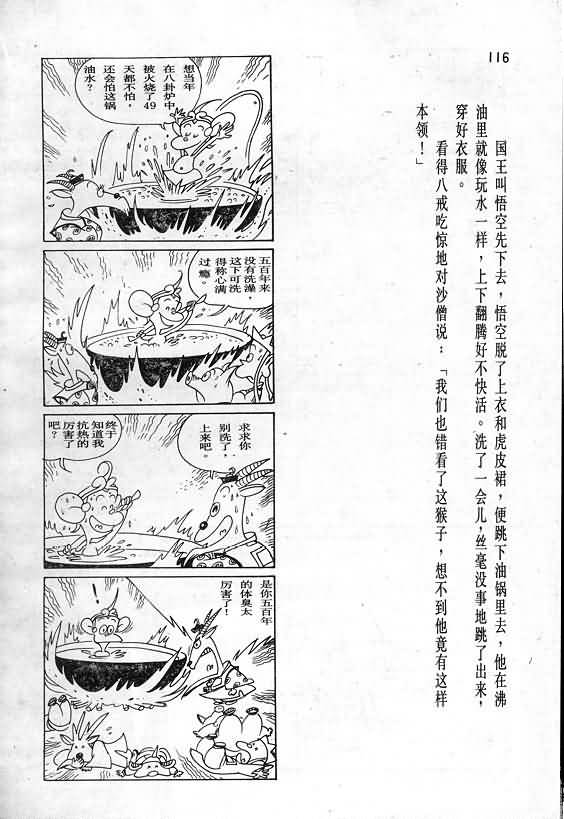 116
国王叫悟空先下去，悟空脱了上衣和虎皮裙，便跳下油锅里去，他在沸
油里就像玩水一样，上下翻腾好不快活。洗了一会儿，丝毫没事地跳了出来，
穿好衣服。
看得八戒吃惊地对沙僧说：「我们也错看了这猴子，想不到他竟有这样
本领！」
想当年
在八卦炉中
被火烧了49
天都不怕，
还会怕这锅
油水？
五百年来
没有洗澡，
这下可洗
得称心满
过瘾。
求求你
别洗了，
上来吧。
终于
知道我
抗热的
厉害了
吧？
！
是你五百年
的体臭太
厉害了！